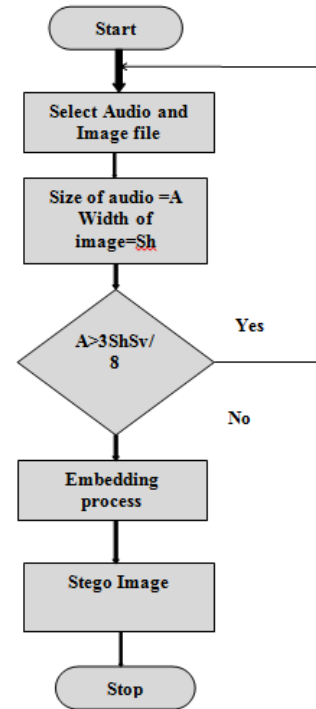 Start
Select Audio and
Image file
Size of audio =A
Width of
image=Sh
A>3ShSv/
8
Yes
No
Embedding
process
Stego Image
Stop